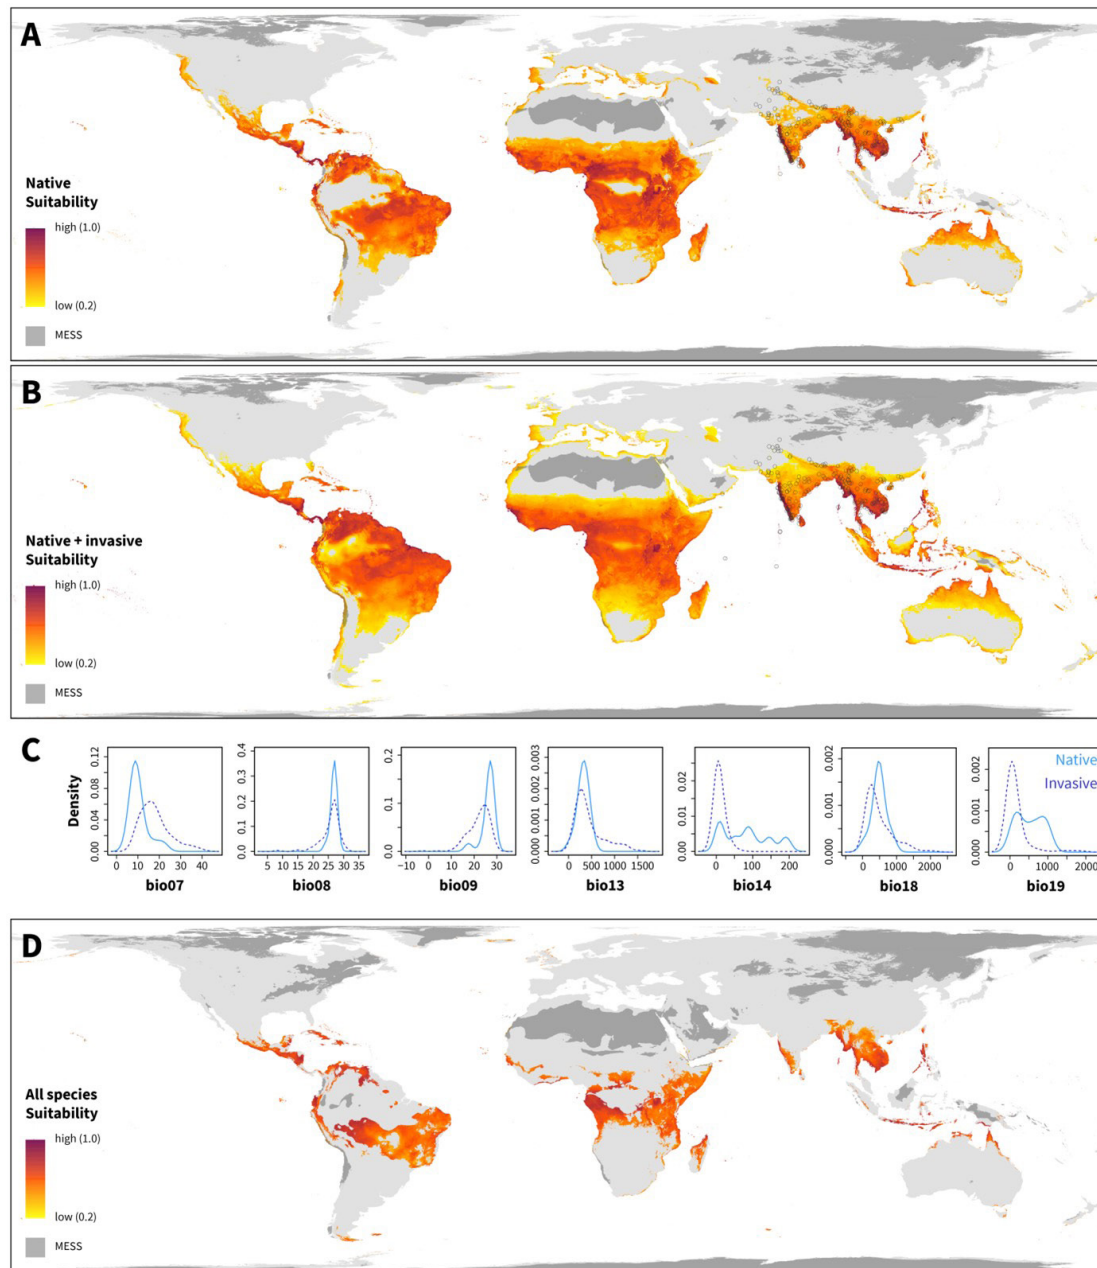 A
Native
Suitability
high (1.0)
low (0.2)
MESS
B
Native + invasive
Suitability
high (1.0)
low (0.2)
MESS
C
Density
0.00 0.04 0.08 0.12
0 10 20 30 40
bio07
0.0 0.1 0.2 0.3 0.4
5 10 15 20 25 30 35
bio08
0.0 0.1 0.2
-10 0 10 20 30
bio09
0.000 0.001 0.002 0.003
0 500 1000 1500
bio13
0.00 0.01 0.02
0 50 100 150 200
bio14
0.000 0.001 0.002
0 1000 2000
bio18
0.000 0.001 0.002
0 1000 2000
bio19
Native
Invasive
D
All species
Suitability
high (1.0)
low (0.2)
MESS